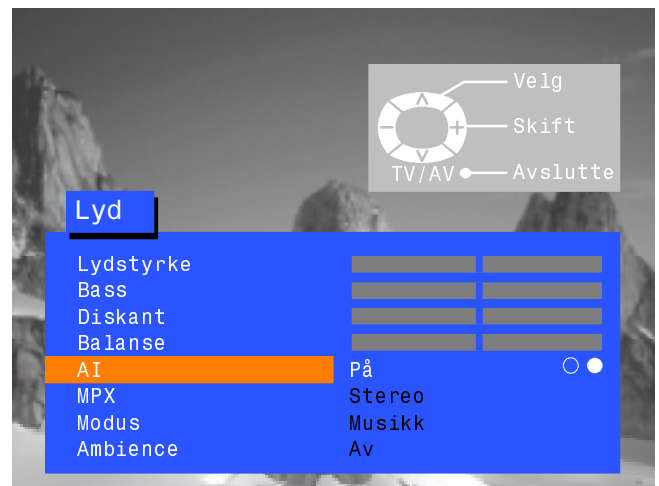 Velg
Skift
TV/AV Avslutte
Lyd
Lydstyrke
Bass
Diskant
Balanse
AI På
MPX Stereo
Modus Musikk
Ambience Av